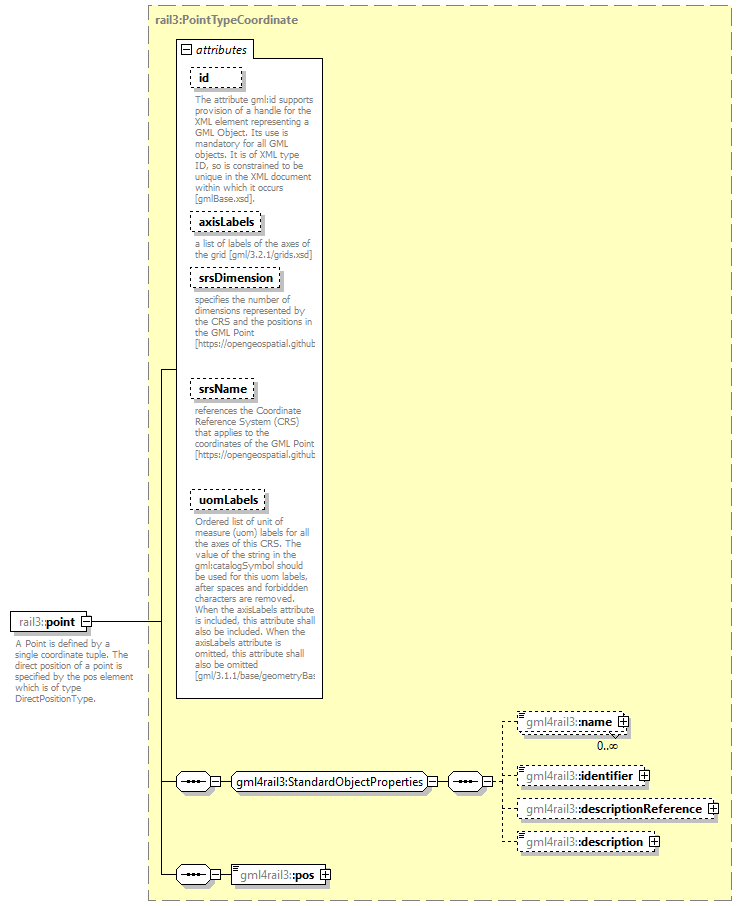 rail3:PointTypeCoordinate
attributes
id
The attribute gml:id supports
provision of a handle for the
XML element representing a
GML Object. Its use is
mandatory for all GML
objects. It is of XML type
ID, so is constrained to be
unique in the XML document
within which it occurs
[gmlBase.xsd].
axisLabels
a list of labels of the axes of
the grid [gml/3.2.1/grids.xsd]
srsDimension
specifies the number of
dimensions represented by
the CRS and the positions in
the GML Point
[https://opengeospatial.github
srsName
references the Coordinate
Reference System (CRS)
that applies to the
coordinates of the GML Point
[https://opengeospatial.github
uomLabels
Ordered list of unit of
measure (uom) labels for all
the axes of this CRS. The
value of the string in the
gml:catalogSymbol should
be used for this uom labels,
after spaces and forbiddden
characters are removed.
When the axisLabels attribute
is included, this attribute shall
also be included. When the
axisLabels attribute is
omitted, this attribute shall
also be omitted
[gml/3.1.1/base/geometryBas
rail3::point
A Point is defined by a
single coordinate tuple. The
direct position of a point is
specified by the pos element
which is of type
DirectPositionType.
gml4rail3::name
0..∞
gml4rail3:StandardObjectProperties
gml4rail3::identifier
gml4rail3::descriptionReference
gml4rail3::description
gml4rail3::pos